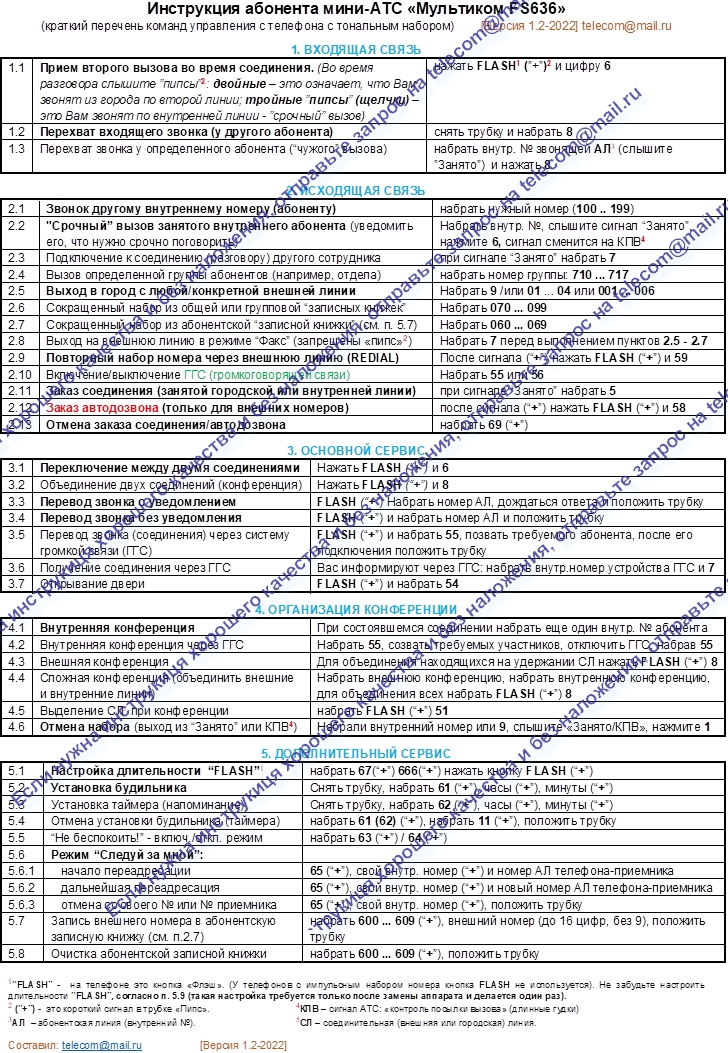 Инструкция абонента мини-АТС «Мультиком FS636»
(краткий перечень команд управления с телефона с тональным набором) [Версия 1.2-2022] telecom@mail.ru
1. ВХОДЯЩАЯ СВЯЗЬ
1.1 Прием второго вызова во время соединения. (Во время нажать FLASH¹ ("+")² и цифру 6
разговора слышите "пипсы"²: двойные – это означает, что Вам
звонят из города по второй линии; тройные "пипсы" (щелчки) –
это Вам звонят по внутренней линии - "срочный" вызов)
1.2 Перехват входящего звонка (у другого абонента) снять трубку и набрать 8
1.3 Перехват звонка у определенного абонента ("чужого" вызова) набрать внутр. № звонящей АЛ³ (слышите
"Занято") и нажать 8
2. ИСХОДЯЩАЯ СВЯЗЬ
2.1 Звонок другому внутреннему номеру (абоненту) набрать нужный номер (100 .. 199)
2.2 "Срочный" вызов занятого внутреннего абонента (уведомить Набрать внутр. №, слышите сигнал "Занято"
его, что нужно срочно поговорить) нажмите 6, сигнал сменится на КПВ⁴
2.3 Подключение к соединению (разговору) другого сотрудника при сигнале "Занято" набрать 7
2.4 Вызов определенной группы абонентов (например, отдела) набрать номер группы: 710 ... 717
2.5 Выход в город с любой/конкретной внешней линии Набрать 9 /или 01 ... 04 или 001 ... 006
2.6 Сокращенный набор из общей или групповой "записных книжек" Набрать 070 ... 099
2.7 Сокращенный набор из абонентской "записной книжки" (см. п. 5.7) Набрать 060 ... 069
2.8 Выход на внешнюю линию в режиме "Факс" (запрещены «пипс»²) Набрать 7 перед выполнением пунктов 2.5 - 2.7
2.9 Повторный набор номера через внешнюю линию (REDIAL) После сигнала ("+") нажать FLASH ("+") и 59
2.10 Включение/выключение ГГС (громкоговорящей связи) Набрать 55 или 56
2.11 Заказ соединения (занятой городской или внутренней линии) при сигнале "Занято" набрать 5
2.12 Заказ автодозвона (только для внешних номеров) после сигнала ("+") нажать FLASH ("+") и 58
2.13 Отмена заказа соединения/автодозвона набрать 69 ("+")
3. ОСНОВНОЙ СЕРВИС
3.1 Переключение между двумя соединениями Нажать FLASH ("+") и 6
3.2 Объединение двух соединений (конференция) Нажать FLASH ("+") и 8
3.3 Перевод звонка с уведомлением FLASH ("+") Набрать номер АЛ, дождаться ответа и положить трубку
3.4 Перевод звонка без уведомления FLASH ("+") и набрать номер АЛ и положить трубку
3.5 Перевод звонка (соединения) через систему FLASH ("+") и набрать 55, позвать требуемого абонента, после его
громкой связи (ГГС) подключения положить трубку
3.6 Получение соединения через ГГС Вас информируют через ГГС: набрать внутр.номер устройства ГГС и 7
3.7 Открывание двери FLASH ("+") и набрать 54
4. ОРГАНИЗАЦИЯ КОНФЕРЕНЦИИ
4.1 Внутренняя конференция При состоявшемся соединении набрать еще один внутр. № абонента
4.2 Внутренняя конференция через ГГС Набрать 55, созвать требуемых участников, отключить ГГС, набрав 55
4.3 Внешняя конференция Для объединения находящихся на удержании СЛ нажать FLASH ("+") 8
4.4 Сложная конференция (объединить внешние Набрать внешнюю конференцию, набрать внутреннюю конференцию,
и внутренние линии) для объединения всех набрать FLASH ("+") 8
4.5 Выделение СЛ при конференции набрать FLASH ("+") 51
4.6 Отмена набора (выход из "Занято" или КПВ⁴) Набрали внутренний номер или 9, слышите «Занято/КПВ», нажмите 1
5. ДОПОЛНИТЕЛЬНЫЙ СЕРВИС
5.1 Настройка длительности "FLASH" набрать 67("+") 666("+") нажать кнопку FLASH ("+")
5.2 Установка будильника Снять трубку, набрать 61 ("+"), часы ("+"), минуты ("+")
5.3 Установка таймера (напоминание) Снять трубку, набрать 62 ("+"), часы ("+"), минуты ("+")
5.4 Отмена установки будильника (таймера) набрать 61 (62) ("+"), набрать 11 ("+"), положить трубку
5.5 "Не беспокоить!" - включ./откл. режим набрать 63 ("+") / 64 ("+")
5.6 Режим "Следуй за мной":
5.6.1 начало переадресации 65 ("+"), свой внутр. номер ("+") и номер АЛ телефона-приемника
5.6.2 дальнейшая переадресация 65 ("+"), свой внутр. номер ("+") и новый номер АЛ телефона-приемника
5.6.3 отмена со своего № или № приемника 65 ("+"), свой внутр. номер ("+"), положить трубку
5.7 Запись внешнего номера в абонентскую набрать 600 ... 609 ("+"), внешний номер (до 16 цифр, без 9), положить
записную книжку (см. п.2.7) трубку
5.8 Очистка абонентской записной книжки набрать 600 ... 609 ("+"), положить трубку
¹"FLASH" - на телефоне это кнопка «Флэш». (У телефонов с импульсным набором номера кнопка FLASH не используется). Не забудьте настроить
длительности "FLASH", согласно п. 5.9 (такая настройка требуется только после замены аппарата и делается один раз).
² ("+") - это короткий сигнал в трубке «Пипс». ⁴КПВ – сигнал АТС: «контроль посылки вызова» (длинные гудки)
³АЛ – абонентская линия (внутренний №). ⁵СЛ – соединительная (внешняя или городская) линия.
Составил: telecom@mail.ru [Версия 1.2-2022]
Если нужна инструкция хорошего качества и без наложения, отправьте запрос на telecom@mail.ru